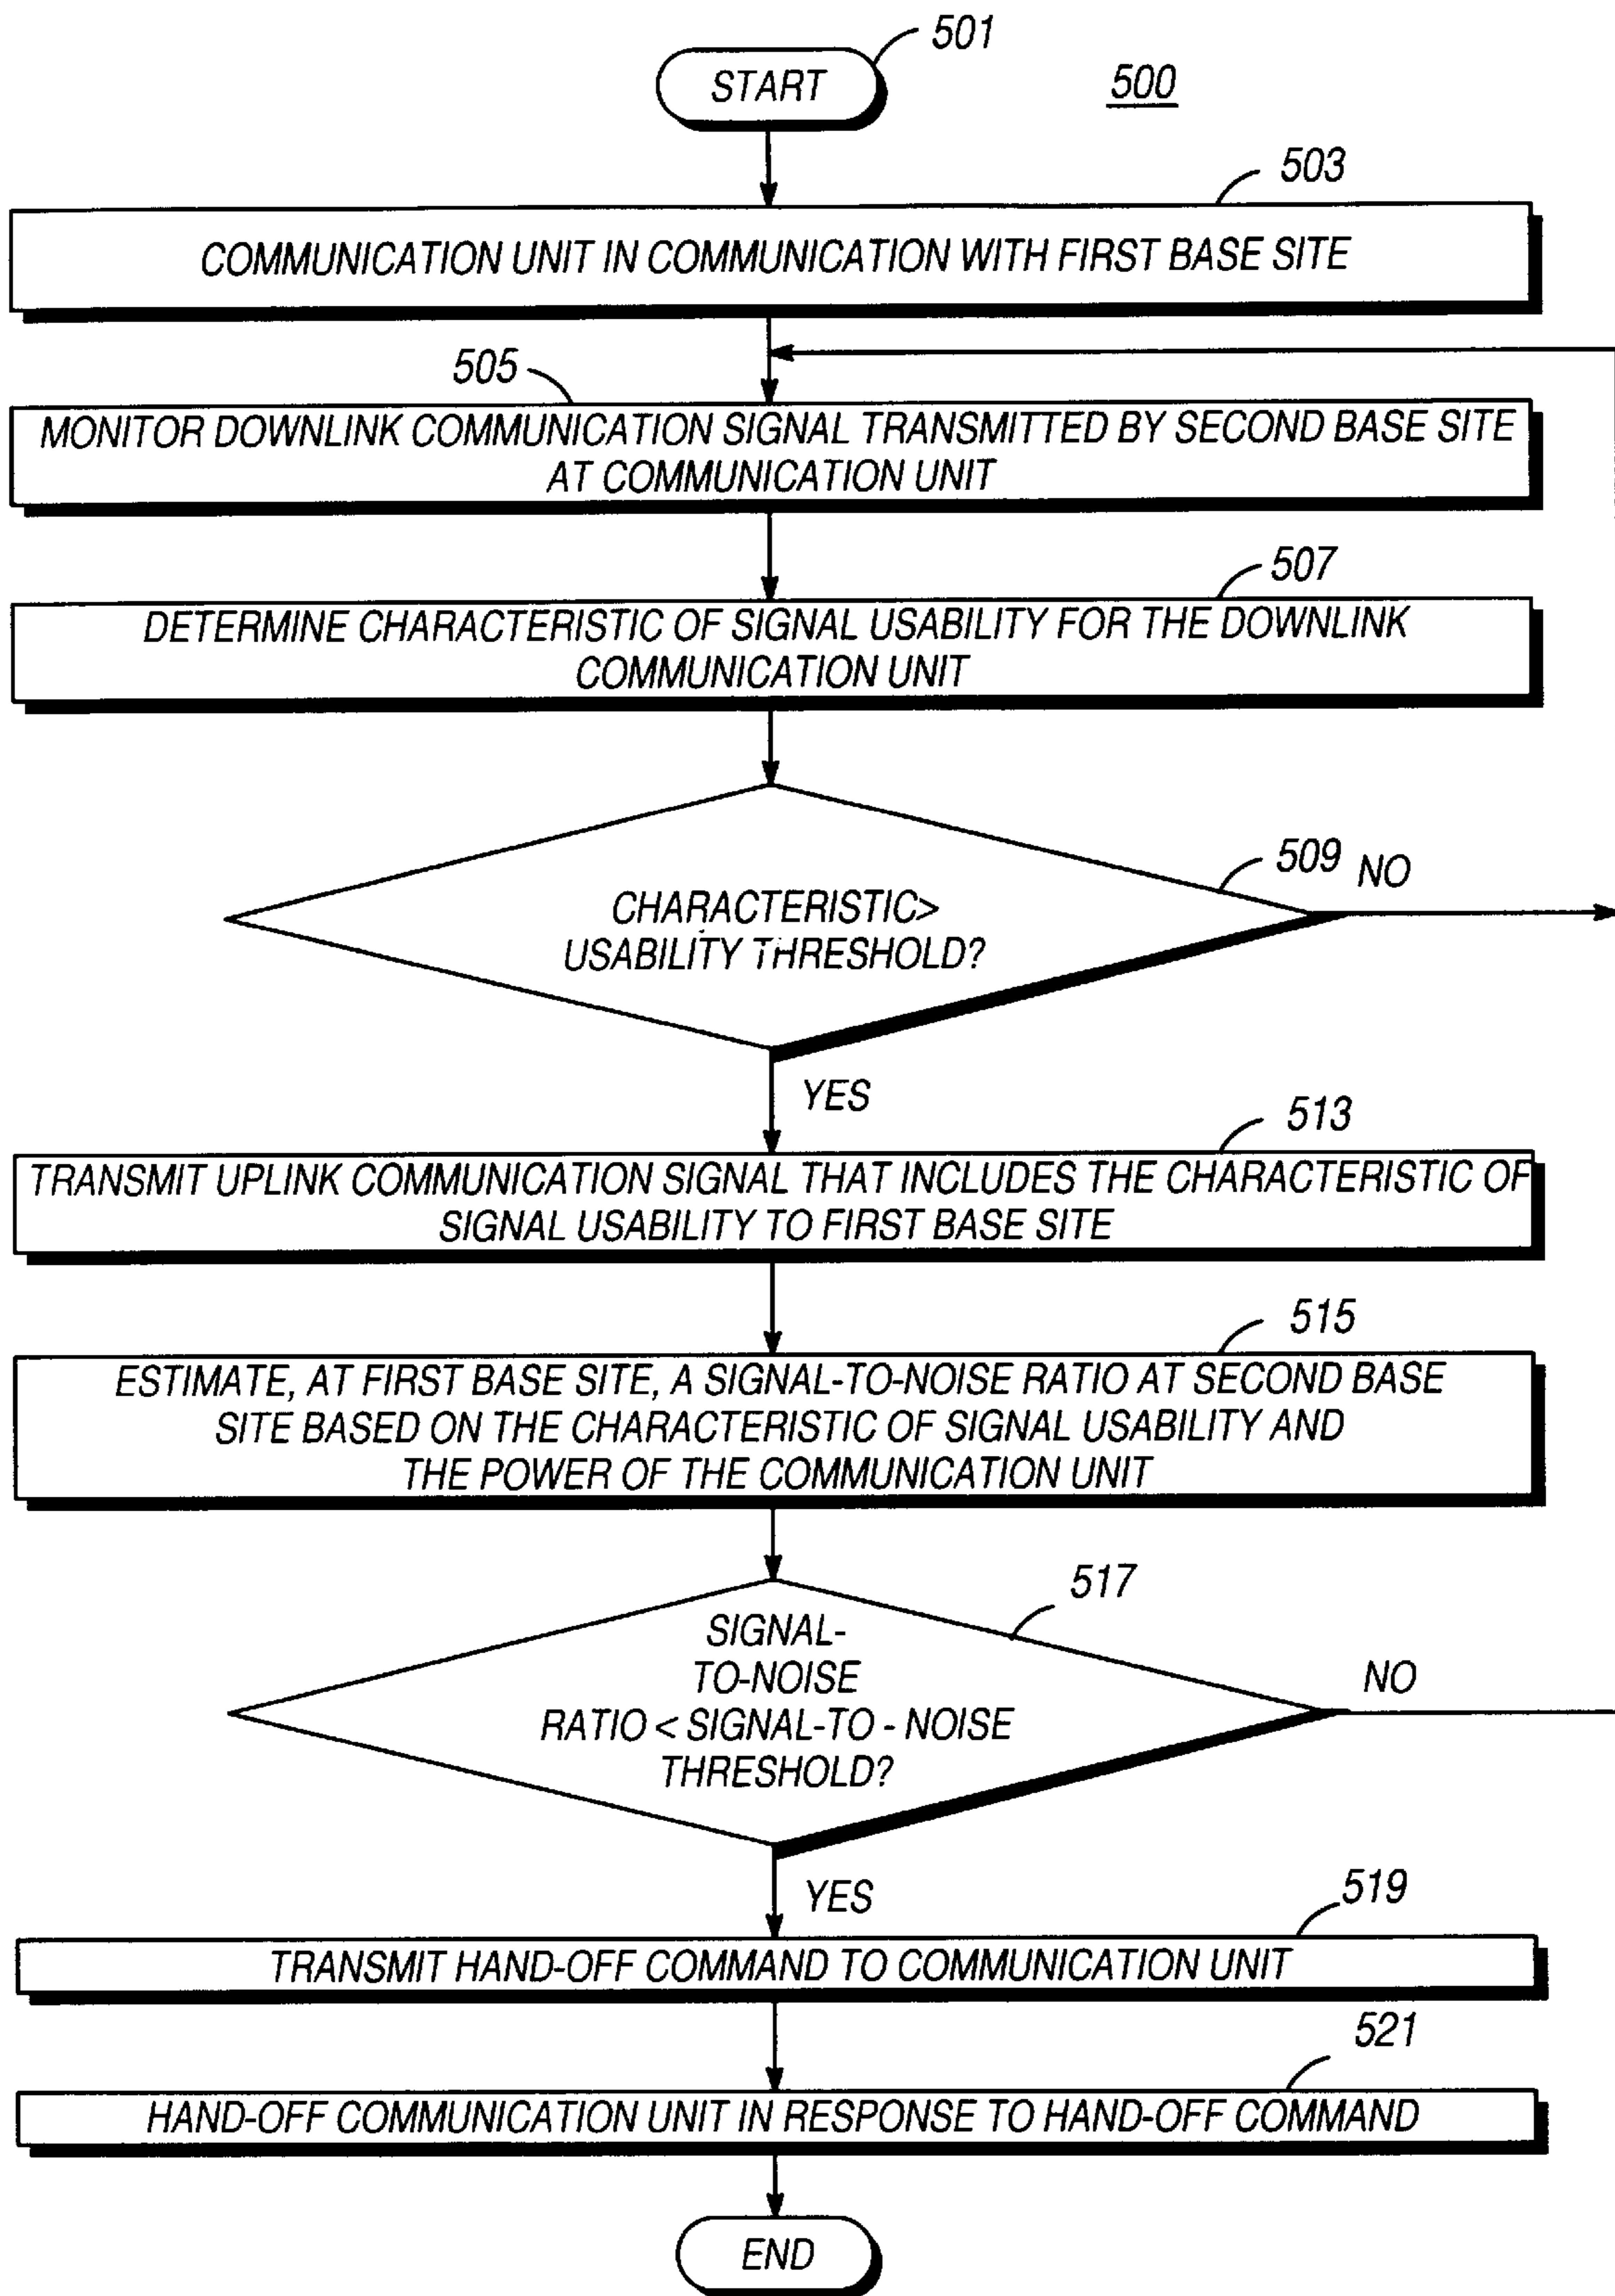 501
START
500
503
COMMUNICATION UNIT IN COMMUNICATION WITH FIRST BASE SITE
505
MONITOR DOWNLINK COMMUNICATION SIGNAL TRANSMITTED BY SECOND BASE SITE
AT COMMUNICATION UNIT
507
DETERMINE CHARACTERISTIC OF SIGNAL USABILITY FOR THE DOWNLINK
COMMUNICATION UNIT
509
NO
CHARACTERISTIC>
USABILITY THRESHOLD?
YES
513
TRANSMIT UPLINK COMMUNICATION SIGNAL THAT INCLUDES THE CHARACTERISTIC OF
SIGNAL USABILITY TO FIRST BASE SITE
515
ESTIMATE, AT FIRST BASE SITE, A SIGNAL-TO-NOISE RATIO AT SECOND BASE
SITE BASED ON THE CHARACTERISTIC OF SIGNAL USABILITY AND
THE POWER OF THE COMMUNICATION UNIT
517
SIGNAL-
TO-NOISE
NO
RATIO < SIGNAL-TO - NOISE
THRESHOLD?
YES
519
TRANSMIT HAND-OFF COMMAND TO COMMUNICATION UNIT
521
HAND-OFF COMMUNICATION UNIT IN RESPONSE TO HAND-OFF COMMAND
END